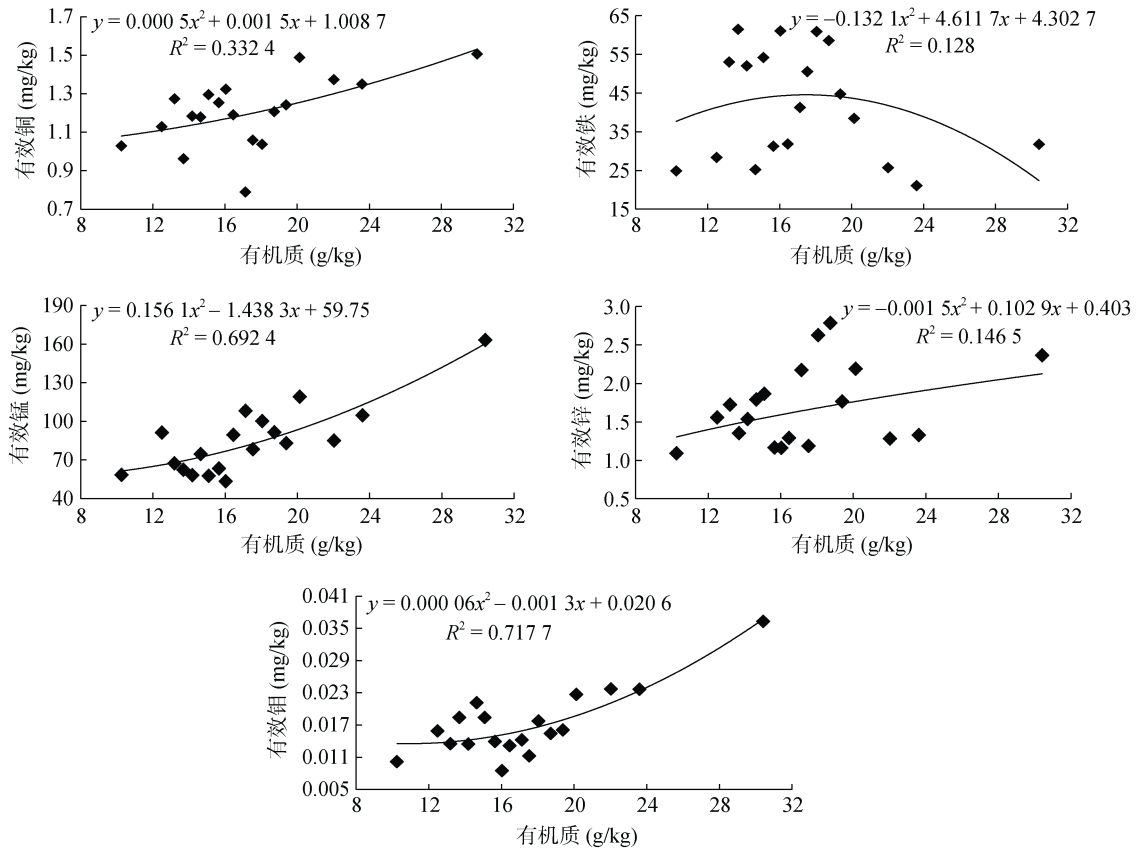 y = 0.000 5x² + 0.001 5x + 1.008 7
R² = 0.332 4
1.7
1.5
1.3
1.1
0.9
0.7
有效铜 (mg/kg)
8 12 16 20 24 28 32
有机质 (g/kg)
y = −0.132 1x² + 4.611 7x + 4.302 7
R² = 0.128
65
55
45
35
25
15
有效铁 (mg/kg)
8 12 16 20 24 28 32
有机质 (g/kg)
y = 0.156 1x² − 1.438 3x + 59.75
R² = 0.692 4
190
160
130
100
70
40
有效锰 (mg/kg)
8 12 16 20 24 28 32
有机质 (g/kg)
y = −0.001 5x² + 0.102 9x + 0.403
R² = 0.146 5
3.0
2.5
2.0
1.5
1.0
0.5
有效锌 (mg/kg)
8 12 16 20 24 28 32
有机质 (g/kg)
y = 0.000 06x² − 0.001 3x + 0.020 6
R² = 0.717 7
0.041
0.035
0.029
0.023
0.017
0.011
0.005
有效钼 (mg/kg)
8 12 16 20 24 28 32
有机质 (g/kg)